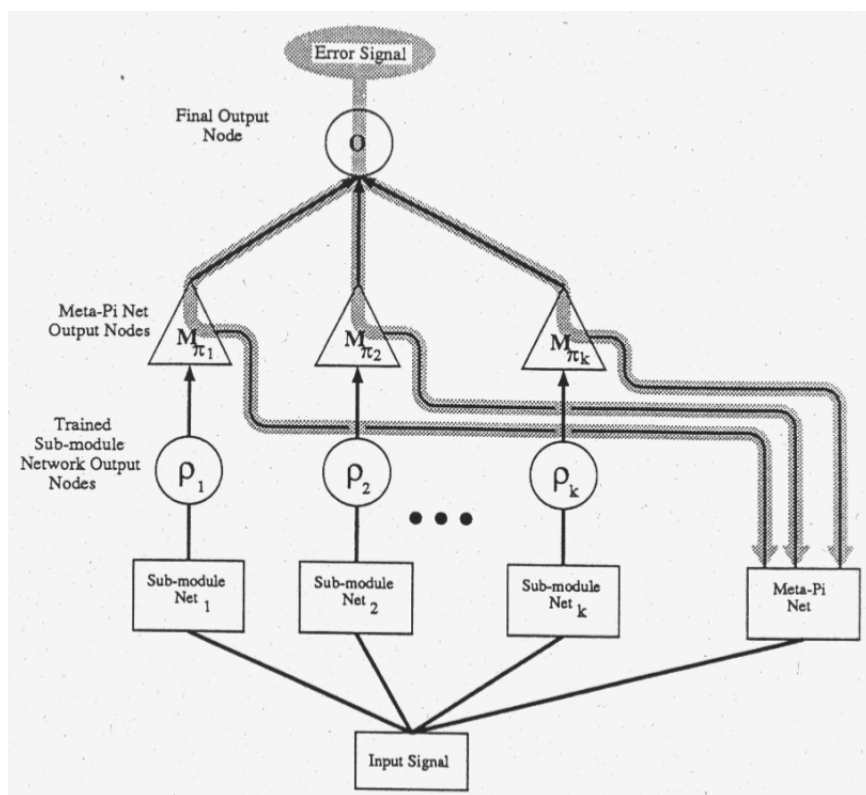 Error Signal
Final Output
Node
O
Meta-Pi Net
Output Nodes
Mπ1
Mπ2
Mπk
Trained
Sub-module
Network Output
Nodes
ρ1
ρ2
ρk
Sub-module
Net 1
Sub-module
Net 2
Sub-module
Net k
Meta-Pi
Net
Input Signal